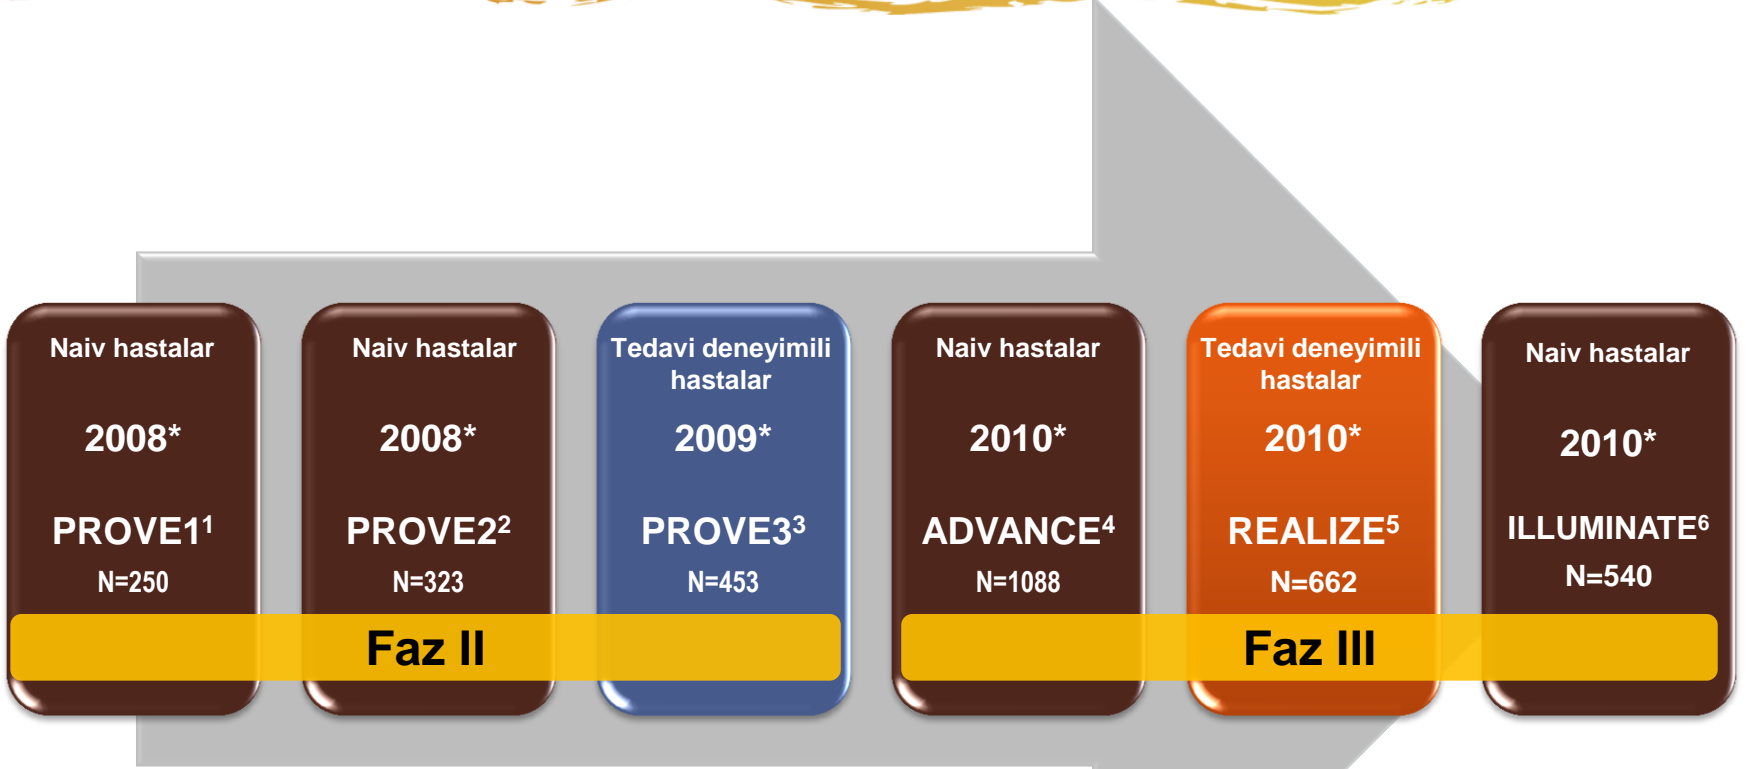 Naiv hastalar
2008*
PROVE1¹
N=250
Naiv hastalar
2008*
PROVE2²
N=323
Tedavi deneyimili
hastalar
2009*
PROVE3³
N=453
Faz II
Naiv hastalar
2010*
ADVANCE⁴
N=1088
Tedavi deneyimili
hastalar
2010*
REALIZE⁵
N=662
Naiv hastalar
2010*
ILLUMINATE⁶
N=540
Faz III